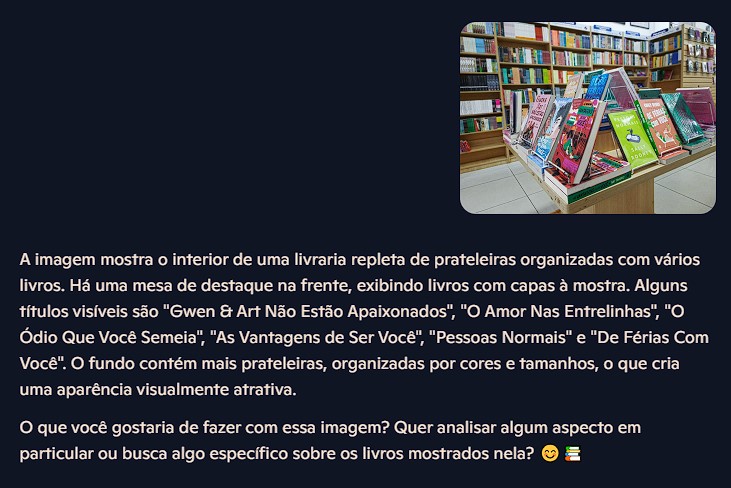 DE FÉRIAS
COM VOCÊ
A imagem mostra o interior de uma livraria repleta de prateleiras organizadas com vários
livros. Há uma mesa de destaque na frente, exibindo livros com capas à mostra. Alguns
títulos visíveis são "Gwen & Art Não Estão Apaixonados", "O Amor Nas Entrelinhas", "O
Ódio Que Você Semeia", "As Vantagens de Ser Você", "Pessoas Normais" e "De Férias Com
Você". O fundo contém mais prateleiras, organizadas por cores e tamanhos, o que cria
uma aparência visualmente atrativa.
O que você gostaria de fazer com essa imagem? Quer analisar algum aspecto em
particular ou busca algo específico sobre os livros mostrados nela? 😊 📚